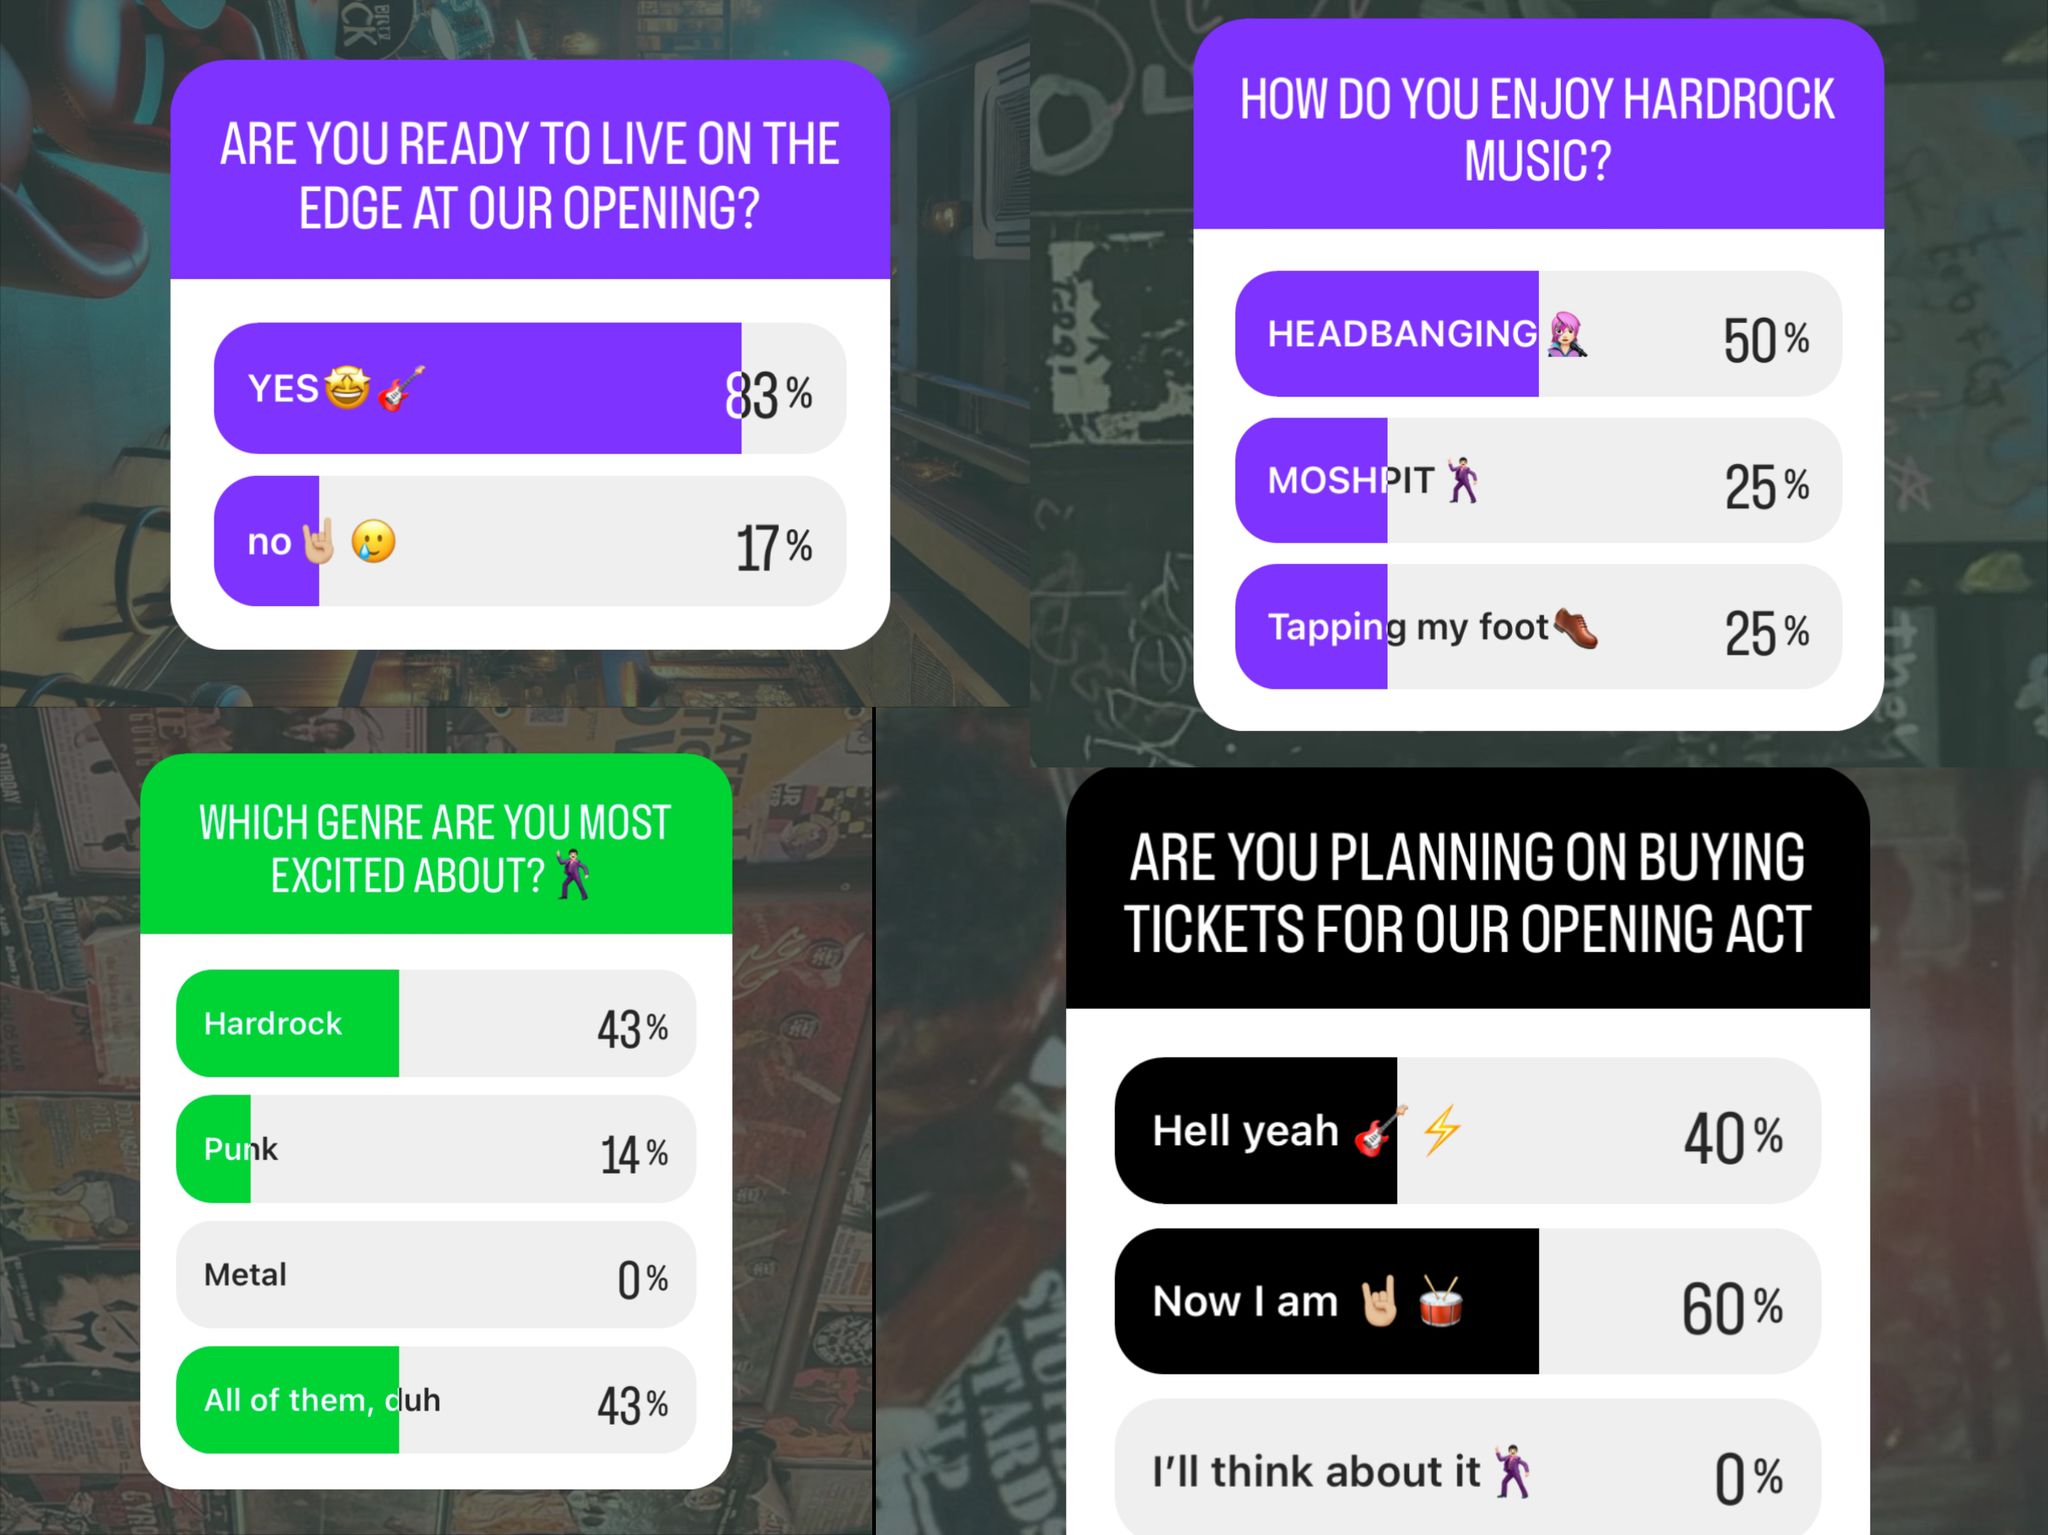 ARE YOU READY TO LIVE ON THE
EDGE AT OUR OPENING?
YES🤩🎸 83%
no🤘🏼🥲 17%
HOW DO YOU ENJOY HARDROCK
MUSIC?
HEADBANGING👩🏼‍🎤 50%
MOSHPIT🕺🏻 25%
Tapping my foot👞 25%
WHICH GENRE ARE YOU MOST
EXCITED ABOUT?🕺🏻
Hardrock 43%
Punk 14%
Metal 0%
All of them, duh 43%
ARE YOU PLANNING ON BUYING
TICKETS FOR OUR OPENING ACT
Hell yeah 🎸⚡ 40%
Now I am 🤘🏼🥁 60%
I'll think about it🕺🏻 0%